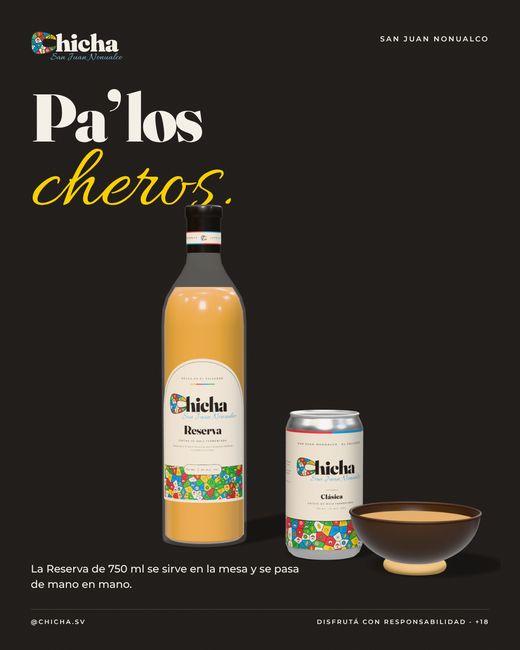 Chicha
San Juan Nonualco
SAN JUAN NONUALCO
Pa'los
cheros.
Chicha
San Juan Nonualco
Reserva
Chicha
San Juan Nonualco
Clásica
La Reserva de 750 ml se sirve en la mesa y se pasa
de mano en mano.
@CHICHA.SV
DISFRUTÁ CON RESPONSABILIDAD · +18